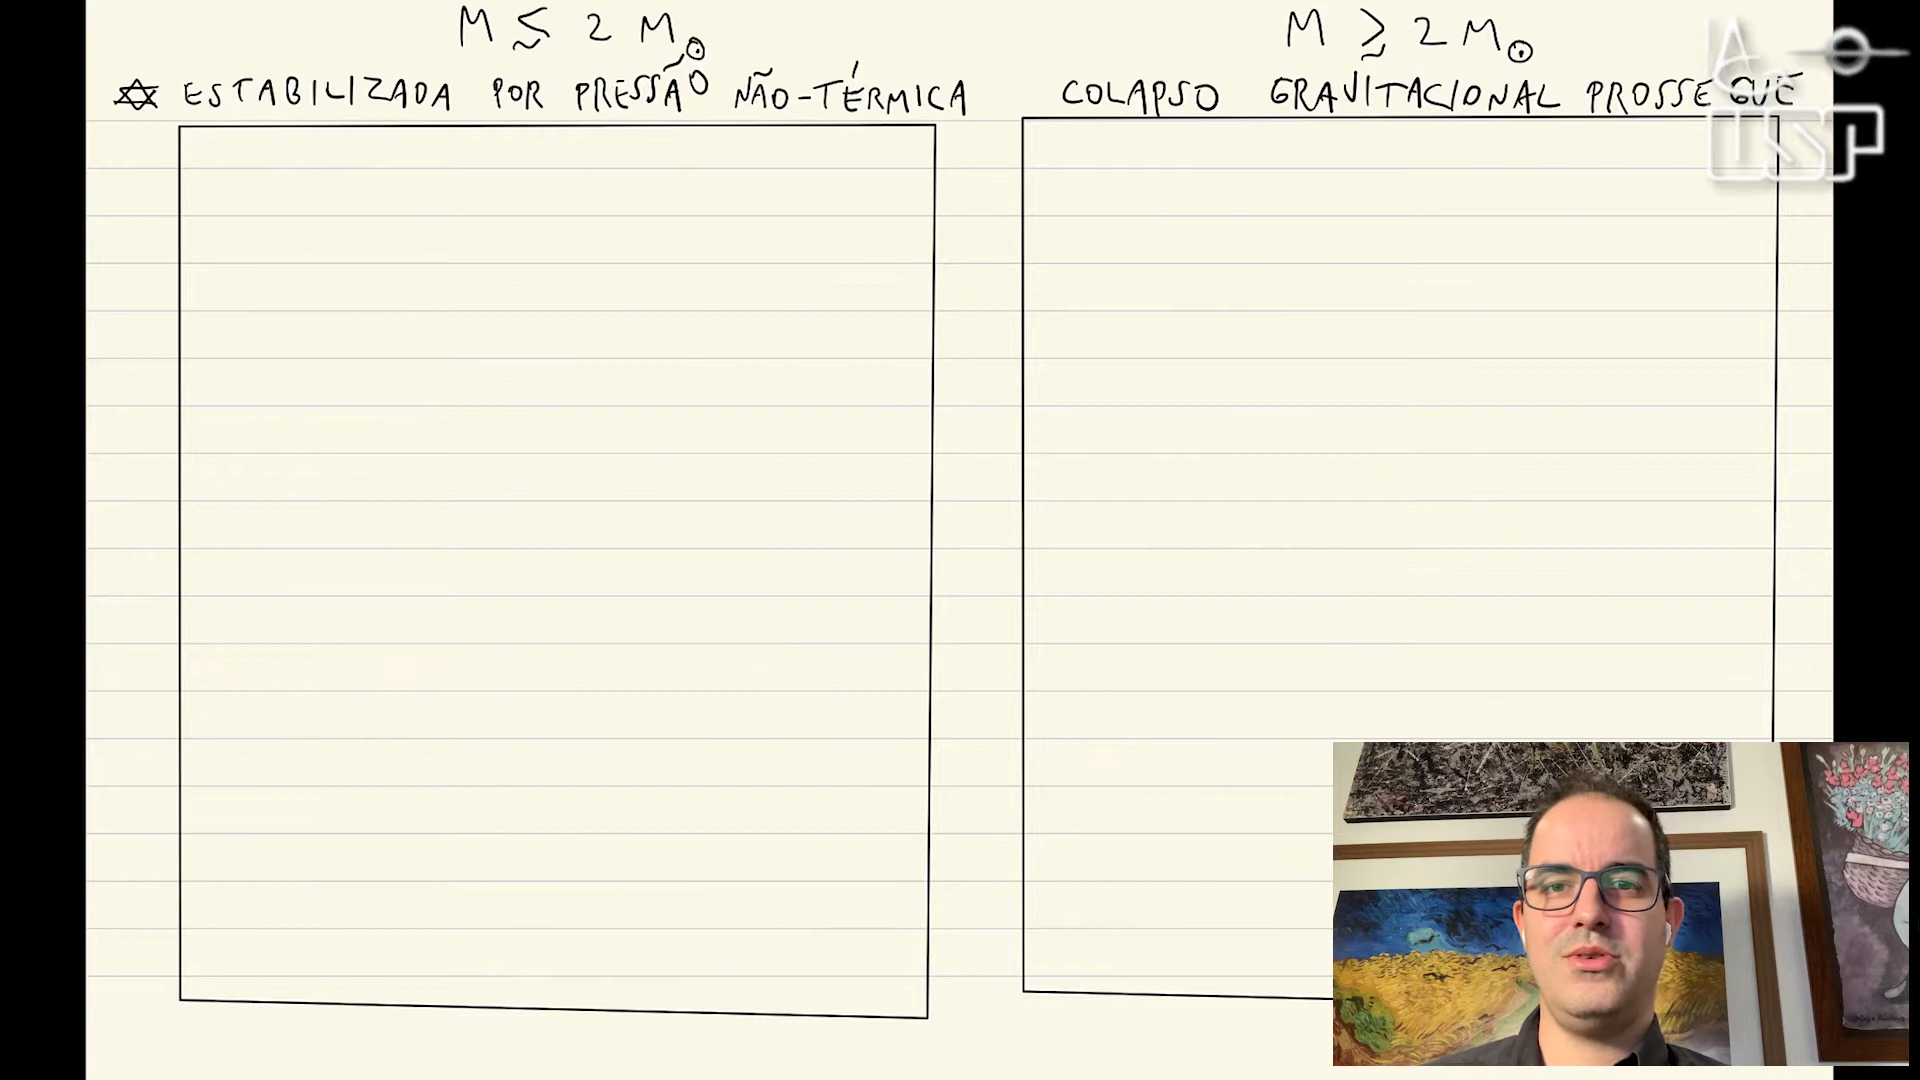 M ≲ 2 M☉
✡ ESTABILIZADA POR PRESSÃO NÃO-TÉRMICA
M ≳ 2 M☉
COLAPSO GRAVITACIONAL PROSSEGUE
USP